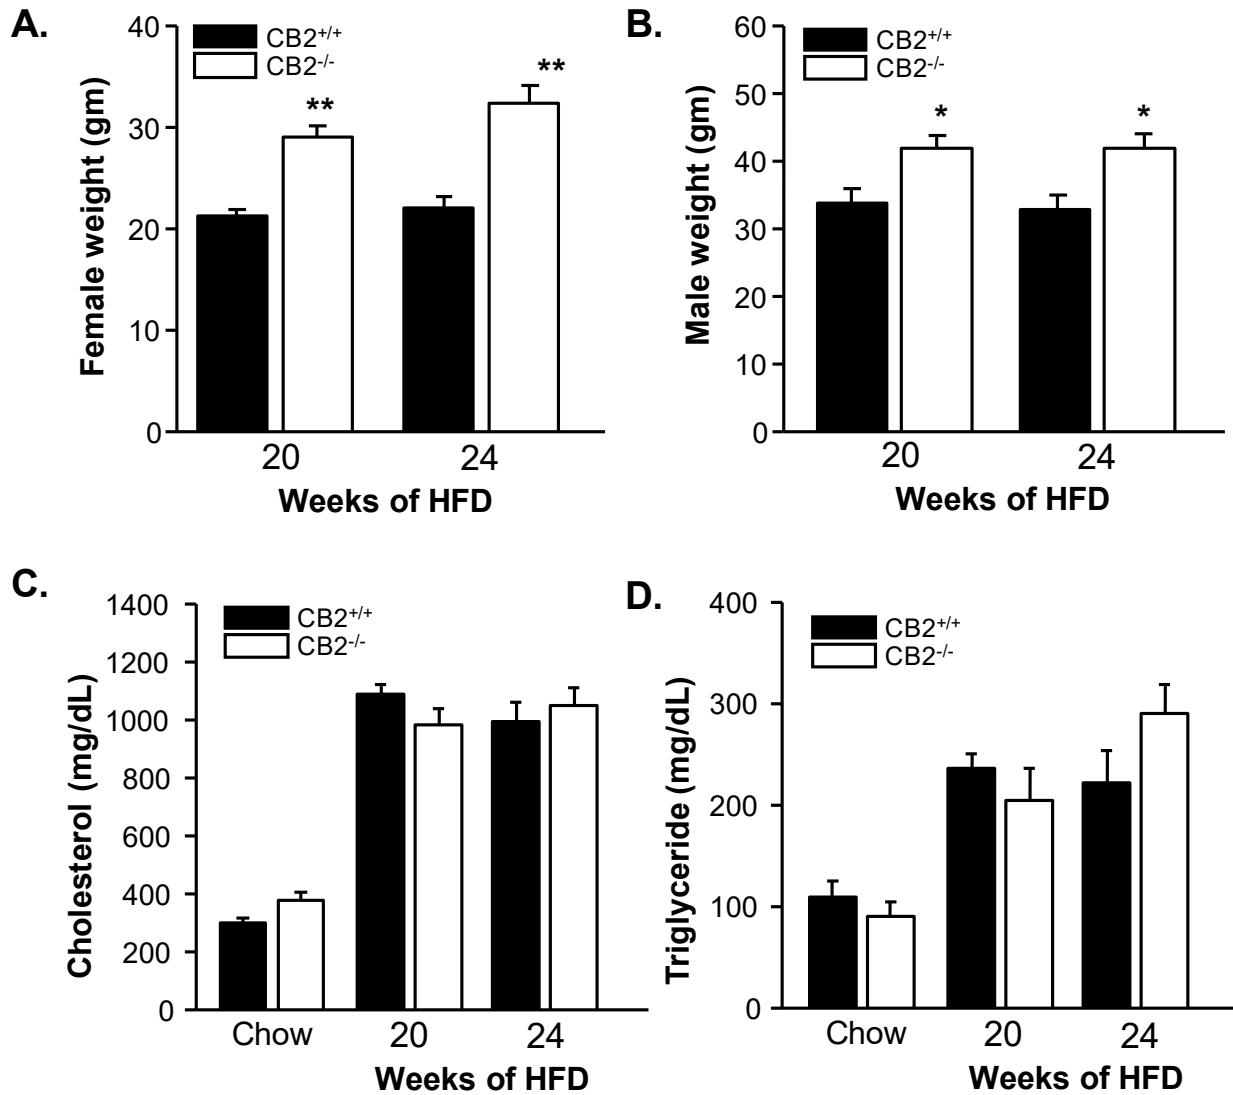 A.
40
30
20
10
0
Female weight (gm)
CB2+/+
CB2-/-
**
**
20 24
Weeks of HFD
B.
60
50
40
30
20
10
0
Male weight (gm)
CB2+/+
CB2-/-
*
*
20 24
Weeks of HFD
C.
1400
1200
1000
800
600
400
200
0
Cholesterol (mg/dL)
CB2+/+
CB2-/-
Chow 20 24
Weeks of HFD
D.
400
300
200
100
0
Triglyceride (mg/dL)
CB2+/+
CB2-/-
Chow 20 24
Weeks of HFD